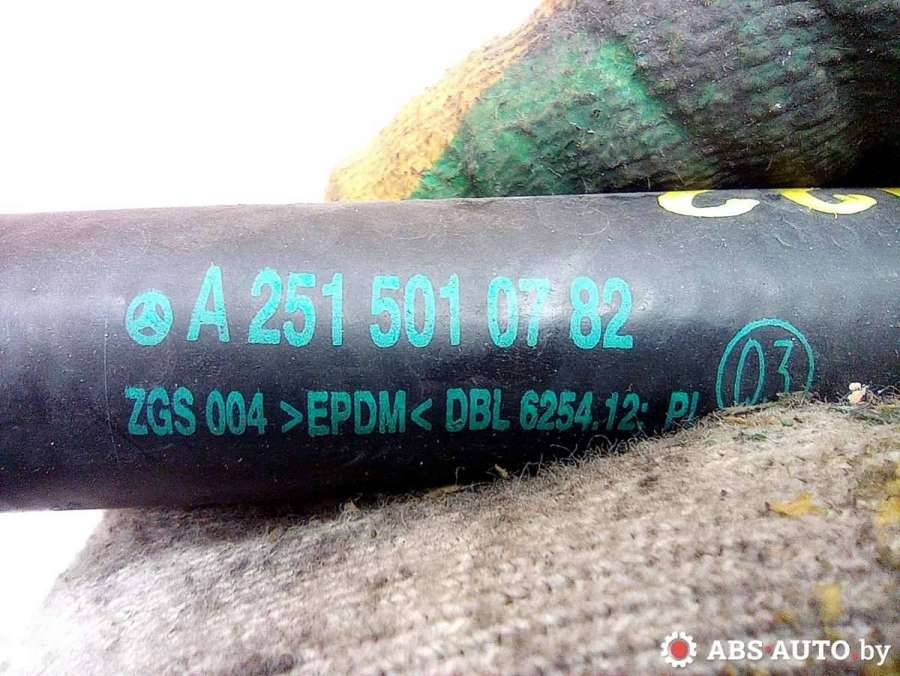 A 251 501 07 82
ZGS 004 >EPDM< DBL 6254.12:
03
ABS·AUTO.by